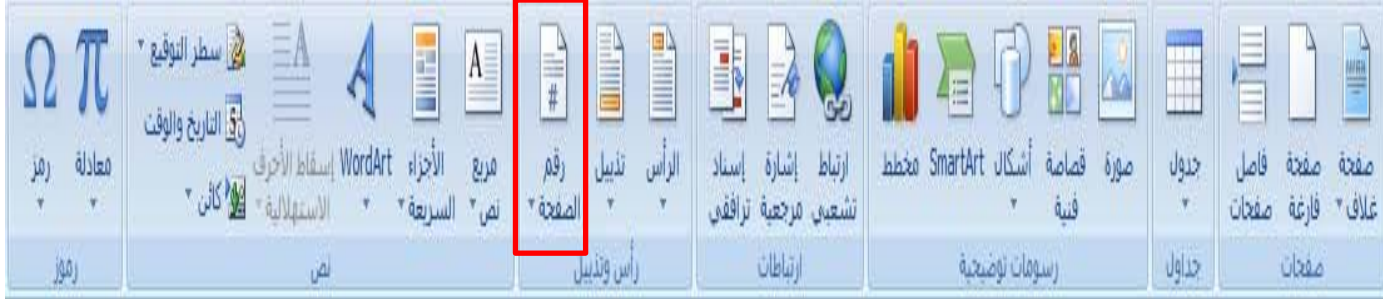 صفحة غلاف
صفحة فارغة
فاصل صفحات
صفحات
جدول
جداول
صورة
قصاصة فنية
أشكال
SmartArt
مخطط
رسومات توضيحية
ارتباط تشعبي
إشارة مرجعية
إسناد ترافقي
ارتباطات
الرأس
تذييل
رقم الصفحة
#
رأس وتذييل
مربع نص
A
الأجزاء السريعة
WordArt
A
إسقاط الأحرف الاستهلالية
A
سطر التوقيع
التاريخ والوقت
5
كائن
نص
معادلة
π
رمز
Ω
رموز